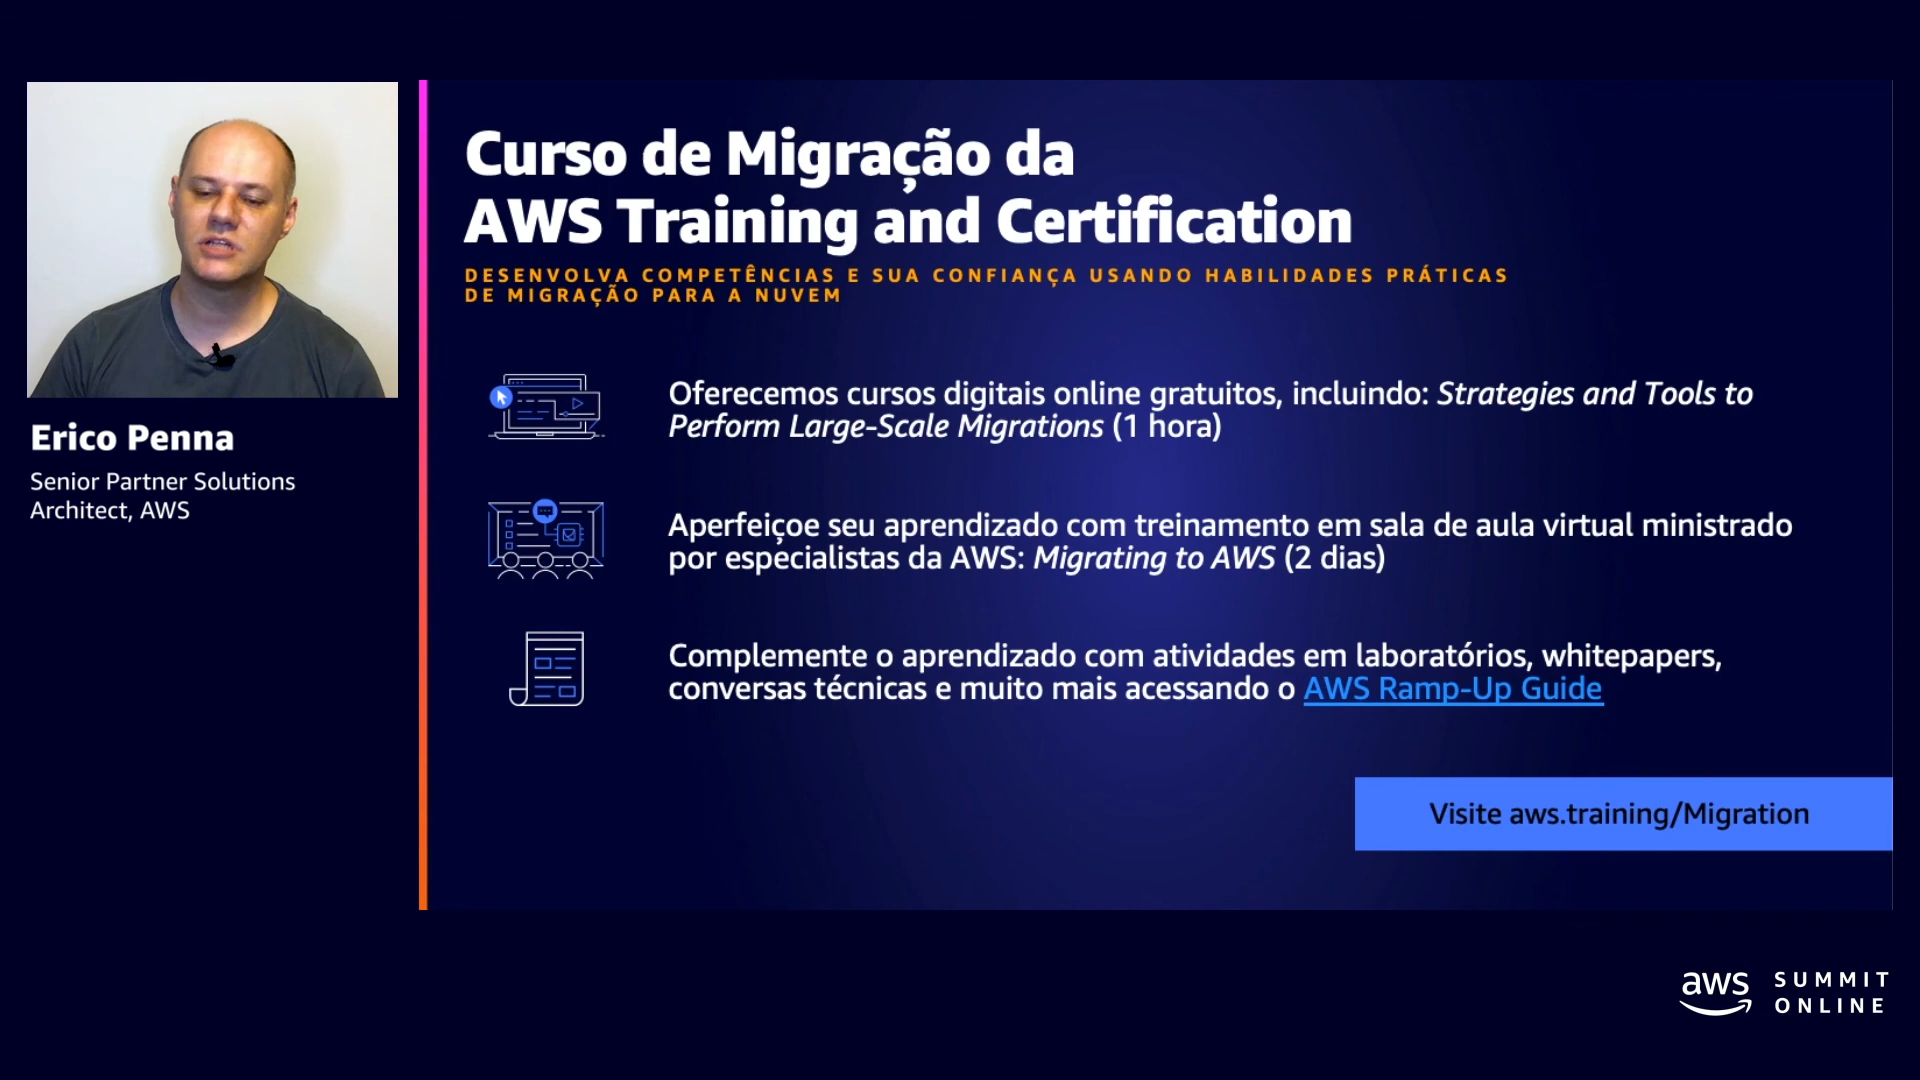 Erico Penna
Senior Partner Solutions
Architect, AWS
Curso de Migração da
AWS Training and Certification
DESENVOLVA COMPETÊNCIAS E SUA CONFIANÇA USANDO HABILIDADES PRÁTICAS
DE MIGRAÇÃO PARA A NUVEM
Oferecemos cursos digitais online gratuitos, incluindo: Strategies and Tools to
Perform Large-Scale Migrations (1 hora)
Aperfeiçoe seu aprendizado com treinamento em sala de aula virtual ministrado
por especialistas da AWS: Migrating to AWS (2 dias)
Complemente o aprendizado com atividades em laboratórios, whitepapers,
conversas técnicas e muito mais acessando o AWS Ramp-Up Guide
Visite aws.training/Migration
aws SUMMIT
ONLINE